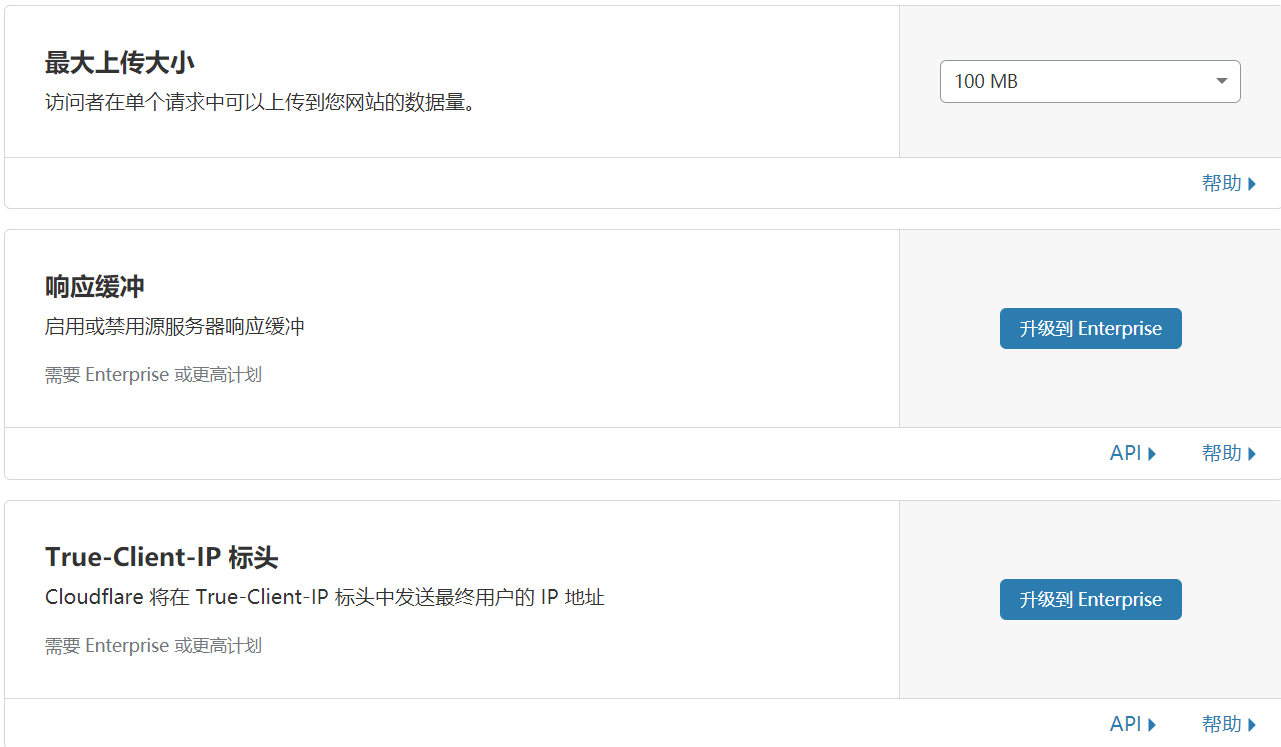 最大上传大小
访问者在单个请求中可以上传到您网站的数据量。
100 MB
帮助
响应缓冲
启用或禁用源服务器响应缓冲
需要 Enterprise 或更高计划
升级到 Enterprise
API
帮助
True-Client-IP 标头
Cloudflare 将在 True-Client-IP 标头中发送最终用户的 IP 地址
需要 Enterprise 或更高计划
升级到 Enterprise
API
帮助